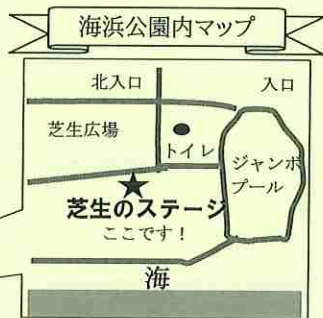 海浜公園内マップ
北入口
入口
芝生広場
トイレ
ジャンボ
プール
芝生のステージ
ここです！
海